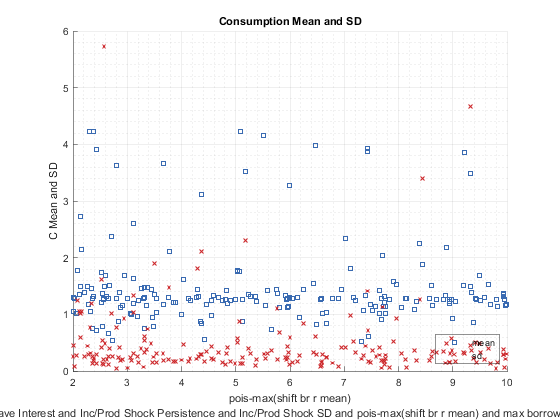 Consumption Mean and SD
C Mean and SD
6
5
4
3
2
1
0
2 3 4 5 6 7 8 9 10
mean
sd
pois-max(shift br r mean)
ave Interest and Inc/Prod Shock Persistence and Inc/Prod Shock SD and pois-max(shift br r mean) and max borrow